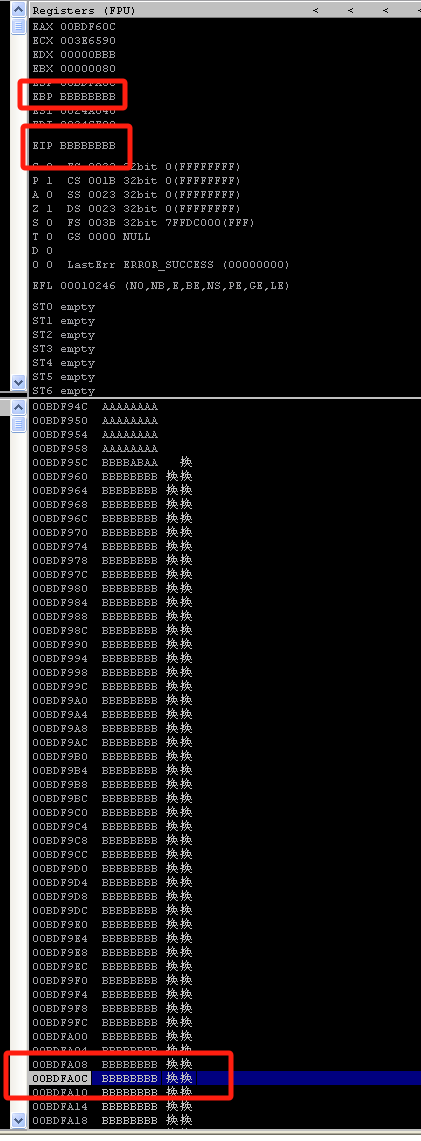 Registers (FPU) < < < <
EAX 00BDF60C
ECX 003E6590
EDX 00000BBB
EBX 00000080
EBP BBBBBBBB
EIP BBBBBBBB
32bit 0(FFFFFFFF)
P 1 CS 001B 32bit 0(FFFFFFFF)
A 0 SS 0023 32bit 0(FFFFFFFF)
Z 1 DS 0023 32bit 0(FFFFFFFF)
S 0 FS 003B 32bit 7FFDC000(FFF)
T 0 GS 0000 NULL
D 0
O 0 LastErr ERROR_SUCCESS (00000000)
EFL 00010246 (NO,NB,E,BE,NS,PE,GE,LE)
ST0 empty
ST1 empty
ST2 empty
ST3 empty
ST4 empty
ST5 empty
ST6 empty
00BDF94C AAAAAAAA
00BDF950 AAAAAAAA
00BDF954 AAAAAAAA
00BDF958 AAAAAAAA
00BDF95C BBBBABAA 换
00BDF960 BBBBBBBB 换换
00BDF964 BBBBBBBB 换换
00BDF968 BBBBBBBB 换换
00BDF96C BBBBBBBB 换换
00BDF970 BBBBBBBB 换换
00BDF974 BBBBBBBB 换换
00BDF978 BBBBBBBB 换换
00BDF97C BBBBBBBB 换换
00BDF980 BBBBBBBB 换换
00BDF984 BBBBBBBB 换换
00BDF988 BBBBBBBB 换换
00BDF98C BBBBBBBB 换换
00BDF990 BBBBBBBB 换换
00BDF994 BBBBBBBB 换换
00BDF998 BBBBBBBB 换换
00BDF99C BBBBBBBB 换换
00BDF9A0 BBBBBBBB 换换
00BDF9A4 BBBBBBBB 换换
00BDF9A8 BBBBBBBB 换换
00BDF9AC BBBBBBBB 换换
00BDF9B0 BBBBBBBB 换换
00BDF9B4 BBBBBBBB 换换
00BDF9B8 BBBBBBBB 换换
00BDF9BC BBBBBBBB 换换
00BDF9C0 BBBBBBBB 换换
00BDF9C4 BBBBBBBB 换换
00BDF9C8 BBBBBBBB 换换
00BDF9CC BBBBBBBB 换换
00BDF9D0 BBBBBBBB 换换
00BDF9D4 BBBBBBBB 换换
00BDF9D8 BBBBBBBB 换换
00BDF9DC BBBBBBBB 换换
00BDF9E0 BBBBBBBB 换换
00BDF9E4 BBBBBBBB 换换
00BDF9E8 BBBBBBBB 换换
00BDF9EC BBBBBBBB 换换
00BDF9F0 BBBBBBBB 换换
00BDF9F4 BBBBBBBB 换换
00BDF9F8 BBBBBBBB 换换
00BDF9FC BBBBBBBB 换换
00BDFA00 BBBBBBBB 换换
00BDFA04 BBBBBBBB 换换
00BDFA08 BBBBBBBB 换换
00BDFA0C BBBBBBBB 换换
00BDFA10 BBBBBBBB 换换
00BDFA14 BBBBBBBB 换换
00BDFA18 BBBBBBBB 换换